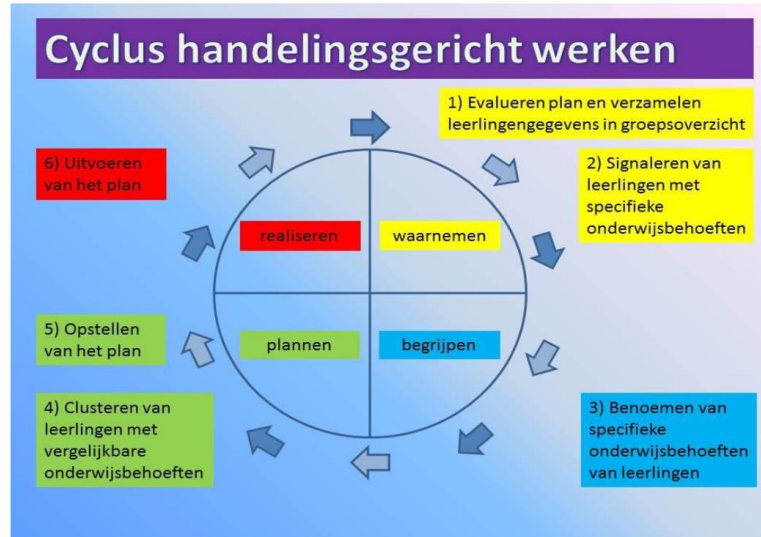 Cyclus handelingsgericht werken
1) Evalueren plan en verzamelen
leerlingengegevens in groepsoverzicht
2) Signaleren van
leerlingen met
specifieke
onderwijsbehoeften
3) Benoemen van
specifieke
onderwijsbehoeften
van leerlingen
4) Clusteren van
leerlingen met
vergelijkbare
onderwijsbehoeften
5) Opstellen
van het plan
6) Uitvoeren
van het plan
realiseren
waarnemen
plannen
begrijpen